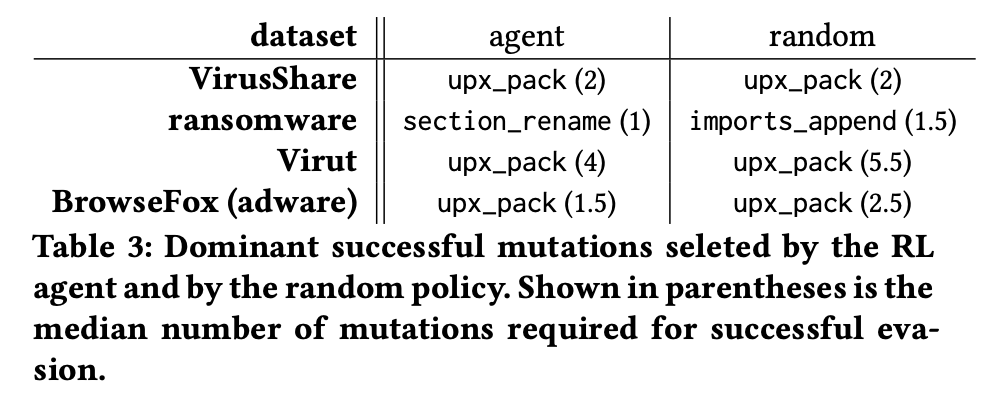 dataset agent random
VirusShare upx_pack (2) upx_pack (2)
ransomware section_rename (1) imports_append (1.5)
Virut upx_pack (4) upx_pack (5.5)
BrowseFox (adware) upx_pack (1.5) upx_pack (2.5)
Table 3: Dominant successful mutations seleted by the RL
agent and by the random policy. Shown in parentheses is the
median number of mutations required for successful eva-
sion.